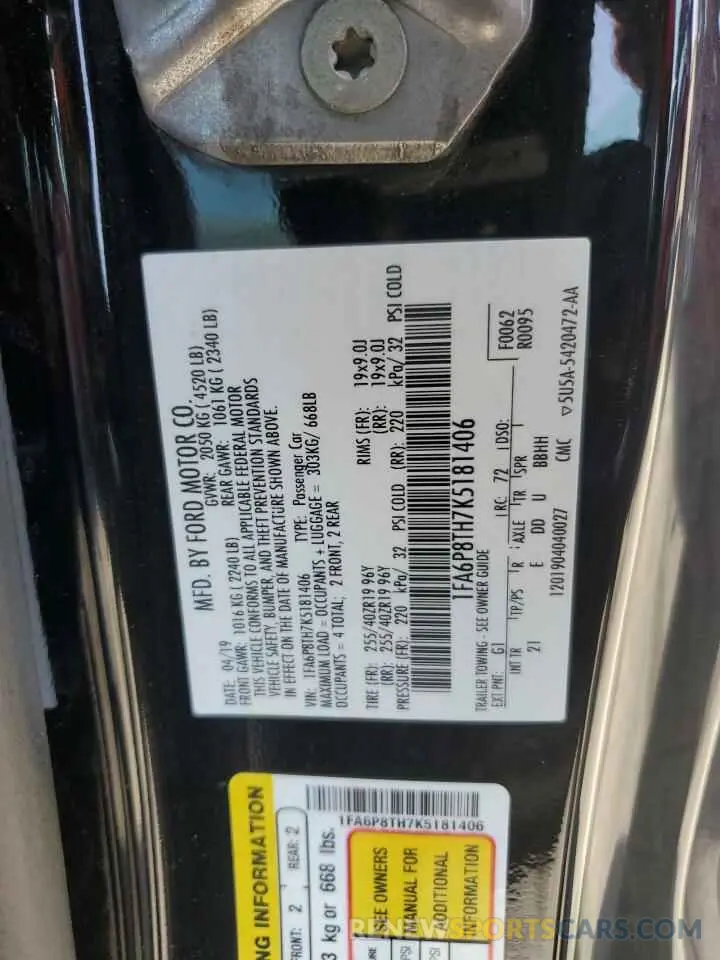 MFD. BY FORD MOTOR CO.
DATE: 04/19 GVWR: 2050 KG ( 4520 LB)
FRONT GAWR: 1016 KG ( 2240 LB) REAR GAWR: 1061 KG ( 2340 LB)
THIS VEHICLE CONFORMS TO ALL APPLICABLE FEDERAL MOTOR
VEHICLE SAFETY, BUMPER, AND THEFT PREVENTION STANDARDS
IN EFFECT ON THE DATE OF MANUFACTURE SHOWN ABOVE.
VIN: 1FA6P8TH7K5181406 TYPE: Passenger Car
MAXIMUM LOAD = OCCUPANTS + LUGGAGE = 303KG/ 668LB
OCCUPANTS = 4 TOTAL; 2 FRONT, 2 REAR
TIRE (FR): 255/40ZR19 96Y RIMS (FR): 19x9.0J
(RR): 255/40ZR19 96Y (RR): 19x9.0J
PRESSURE (FR): 220 kPa/ 32 PSI COLD (RR): 220 kPa/ 32 PSI COLD
1FA6P8TH7K5181406
TRAILER TOWING - SEE OWNER GUIDE
EXT PNT: G1 RC: 72 DSO: F0062
R0095
INT TR TP/PS R AXLE TR SPR
21 E DD U BBHH
1201904040027 CMC ▽5U5A-5420472-AA
NG INFORMATION
FRONT: 2 REAR: 2
3 kg or 668 lbs.
1FA6P8TH7K5181406
SEE OWNERS
MANUAL FOR
ADDITIONAL
INFORMATION
RENEWSPORTSCARS.COM